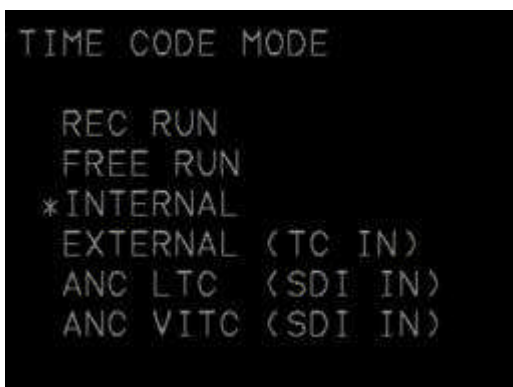 TIME CODE MODE
REC RUN
FREE RUN
*INTERNAL
EXTERNAL (TC IN)
ANC LTC (SDI IN)
ANC VITC (SDI IN)